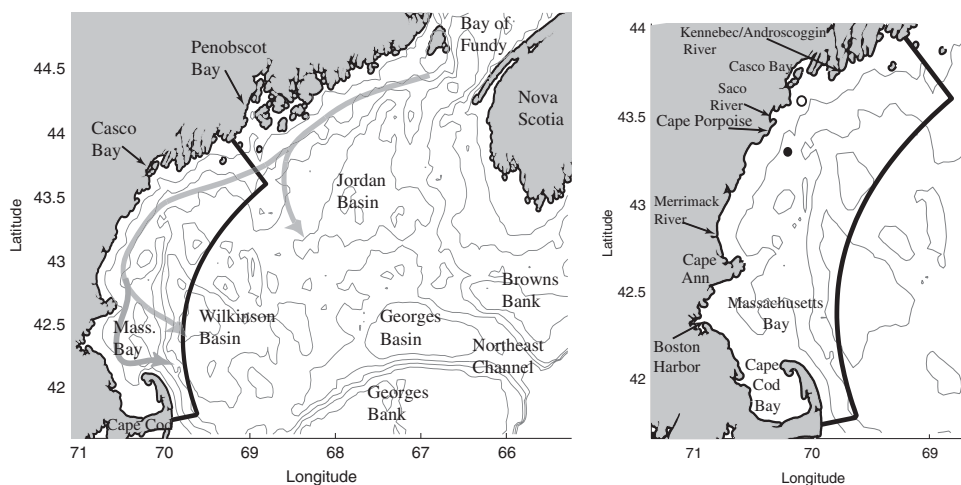 Bay of
Fundy
Penobscot
Bay
Nova
Scotia
Casco
Bay
Jordan
Basin
Browns
Bank
Wilkinson
Basin
Georges
Basin
Mass.
Bay
Northeast
Channel
Georges
Bank
Cape Cod
44.5
44
43.5
43
42.5
42
Latitude
71
70
69
68
67
66
Longitude
Kennebec/Androscoggin
River
Casco Bay
Saco
River
Cape Porpoise
Merrimack
River
Cape
Ann
Massachusetts
Bay
Boston
Harbor
Cape
Cod
Bay
44
43.5
43
42.5
42
Latitude
71
70
69
Longitude